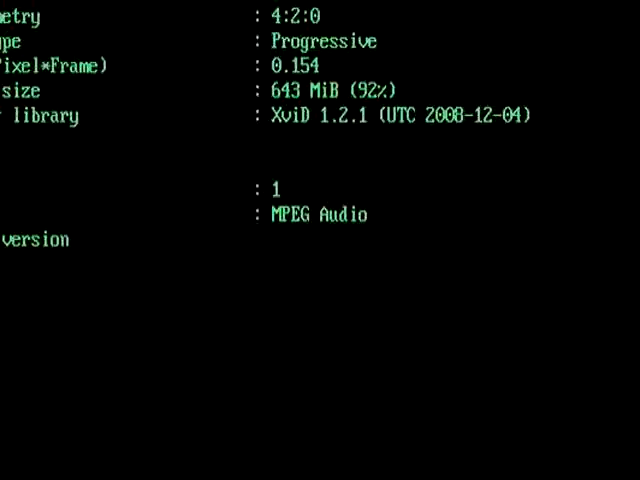 metry : 4:2:0
ype : Progressive
Pixel*Frame) : 0.154
size : 643 MiB (92%)
library : XviD 1.2.1 (UTC 2008-12-04)
: 1
: MPEG Audio
version